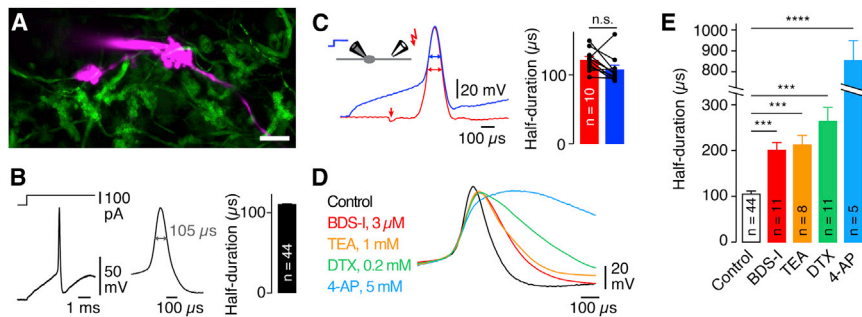 A
B
100
pA
50
mV
1 ms
105 µs
100 µs
Half-duration (µs)
100
0
n = 44
C
20 mV
100 µs
n.s.
Half-duration (µs)
100
0
n = 10
D
Control
BDS-I, 3 µM
TEA, 1 mM
DTX, 0.2 mM
4-AP, 5 mM
20
mV
100 µs
E
Half-duration (µs)
900
800
300
200
100
0
****
***
***
***
n = 44
n = 11
n = 8
n = 11
n = 5
Control
BDS-I
TEA
DTX
4-AP